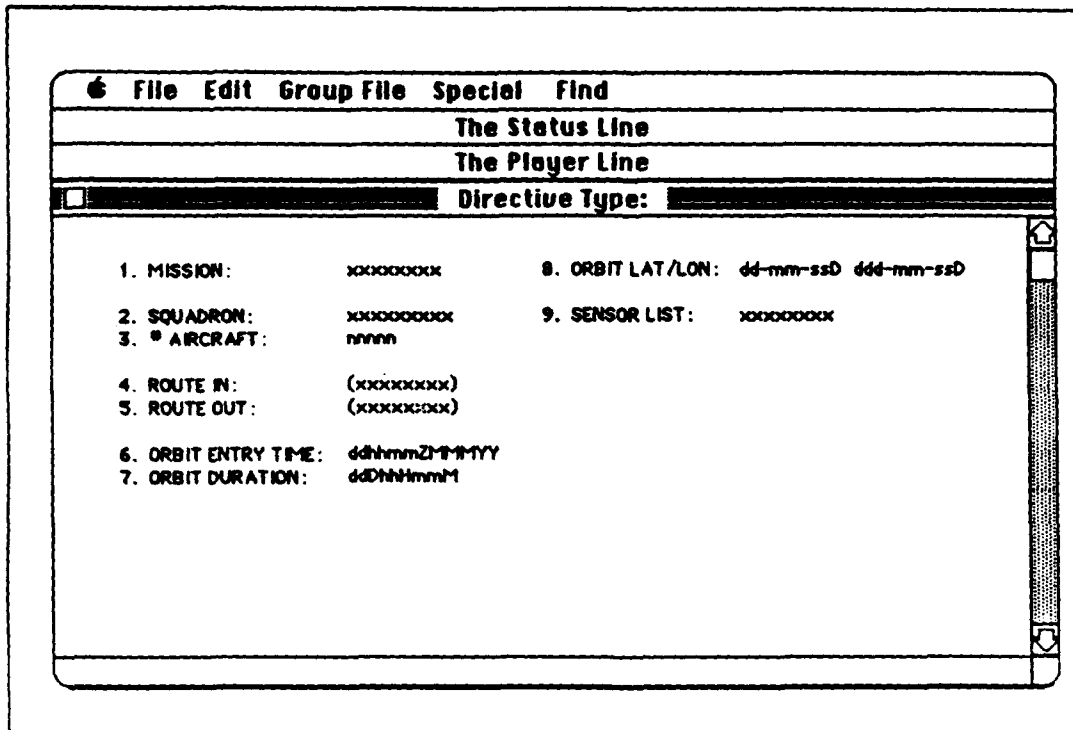 File Edit Group File Special Find
The Status Line
The Player Line
Directive Type:
1. MISSION: xxxxxxxx
2. SQUADRON: xxxxxxxxxx
3. # AIRCRAFT: nnnnn
4. ROUTE IN: (xxxxxxxx)
5. ROUTE OUT: (xxxxxxxx)
6. ORBIT ENTRY TIME: ddhhmmZMMMYY
7. ORBIT DURATION: ddDhhHmmM
8. ORBIT LAT/LON: dd-mm-ssD ddd-mm-ssD
9. SENSOR LIST: xxxxxxxx